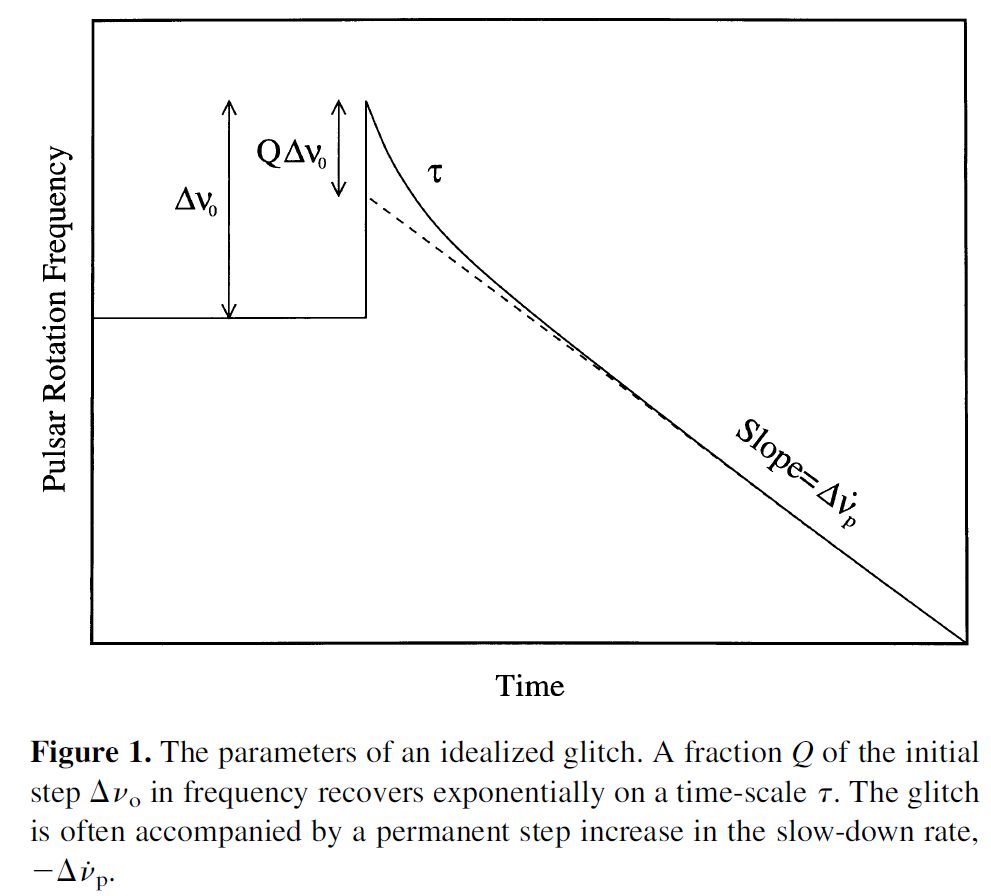 Pulsar Rotation Frequency
Δν₀
QΔν₀
τ
Slope=Δν̇ₚ
Time
Figure 1. The parameters of an idealized glitch. A fraction Q of the initial
step Δνₒ in frequency recovers exponentially on a time-scale τ. The glitch
is often accompanied by a permanent step increase in the slow-down rate,
−Δν̇ₚ.